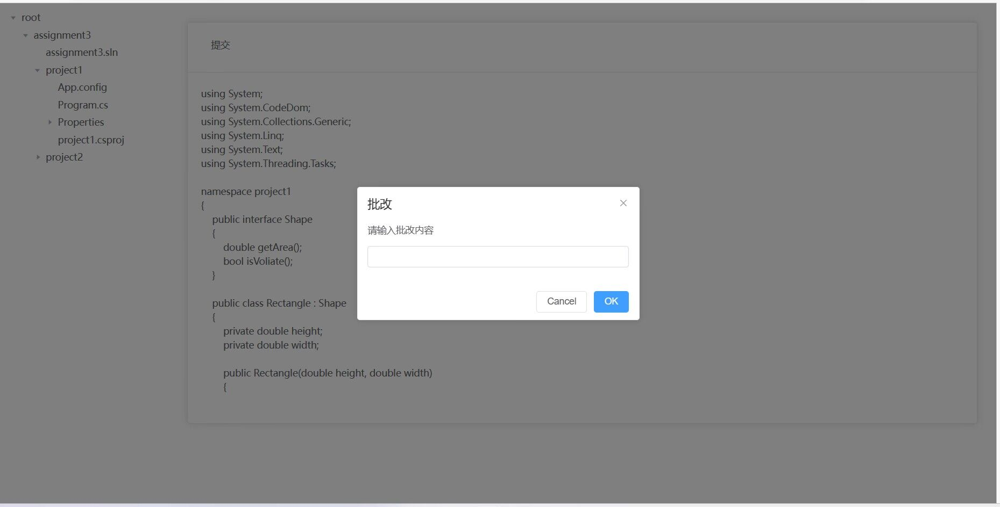 root
assignment3
assignment3.sln
project1
App.config
Program.cs
Properties
project1.csproj
project2
提交
using System;
using System.CodeDom;
using System.Collections.Generic;
using System.Linq;
using System.Text;
using System.Threading.Tasks;
namespace project1
{
public interface Shape
{
double getArea();
bool isVoliate();
}
public class Rectangle : Shape
{
private double height;
private double width;
public Rectangle(double height, double width)
{
批改
请输入批改内容
Cancel
OK